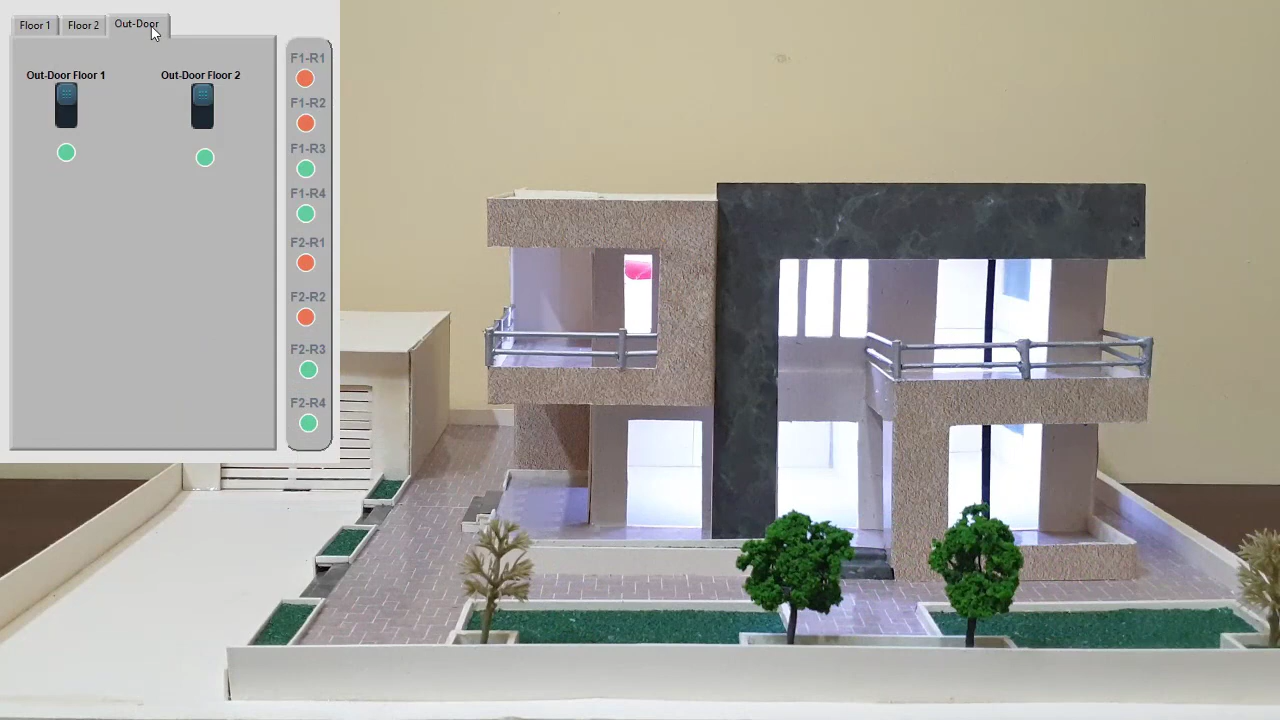 Floor 1 Floor 2 Out-Door
Out-Door Floor 1 Out-Door Floor 2
F1-R1
F1-R2
F1-R3
F1-R4
F2-R1
F2-R2
F2-R3
F2-R4